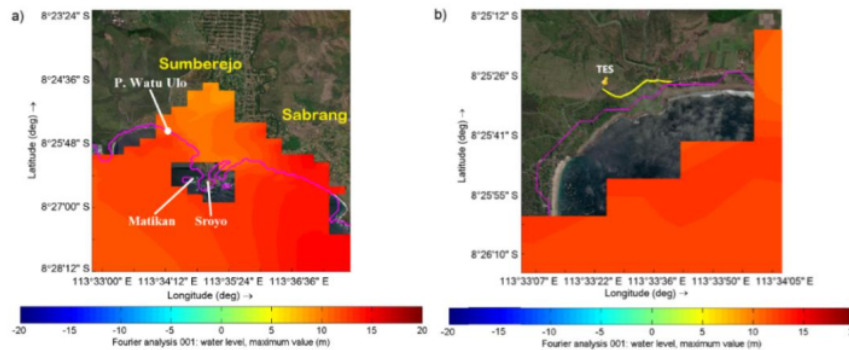 a)
8°23'24" S
8°24'36" S
8°25'48" S
8°27'00" S
8°28'12" S
Latitude (deg) →
Sumberejo
P. Watu Ulo
Sabrang
Matikan
Sroyo
113°33'00" E 113°34'12" E 113°35'24" E 113°36'36" E
Longitude (deg) →
-20 -15 -10 -5 0 5 10 15 20
Fourier analysis 001: water level, maximum value (m)
b)
8°25'12" S
8°25'26" S
8°25'41" S
8°25'55" S
8°26'10" S
Latitude (deg) →
TES
113°33'07" E 113°33'22" E 113°33'36" E 113°33'50" E 113°34'05" E
Longitude (deg) →
-20 -15 -10 -5 0 5 10 15 20
Fourier analysis 001: water level, maximum value (m)